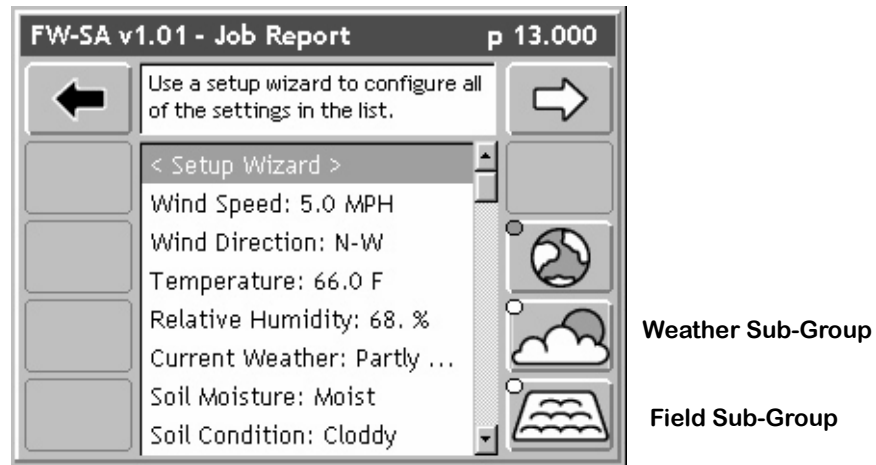 FW-SA v1.01 - Job Report p 13.000
Use a setup wizard to configure all
of the settings in the list.
< Setup Wizard >
Wind Speed: 5.0 MPH
Wind Direction: N-W
Temperature: 66.0 F
Relative Humidity: 68. %
Current Weather: Partly ...
Soil Moisture: Moist
Soil Condition: Cloddy
Weather Sub-Group
Field Sub-Group